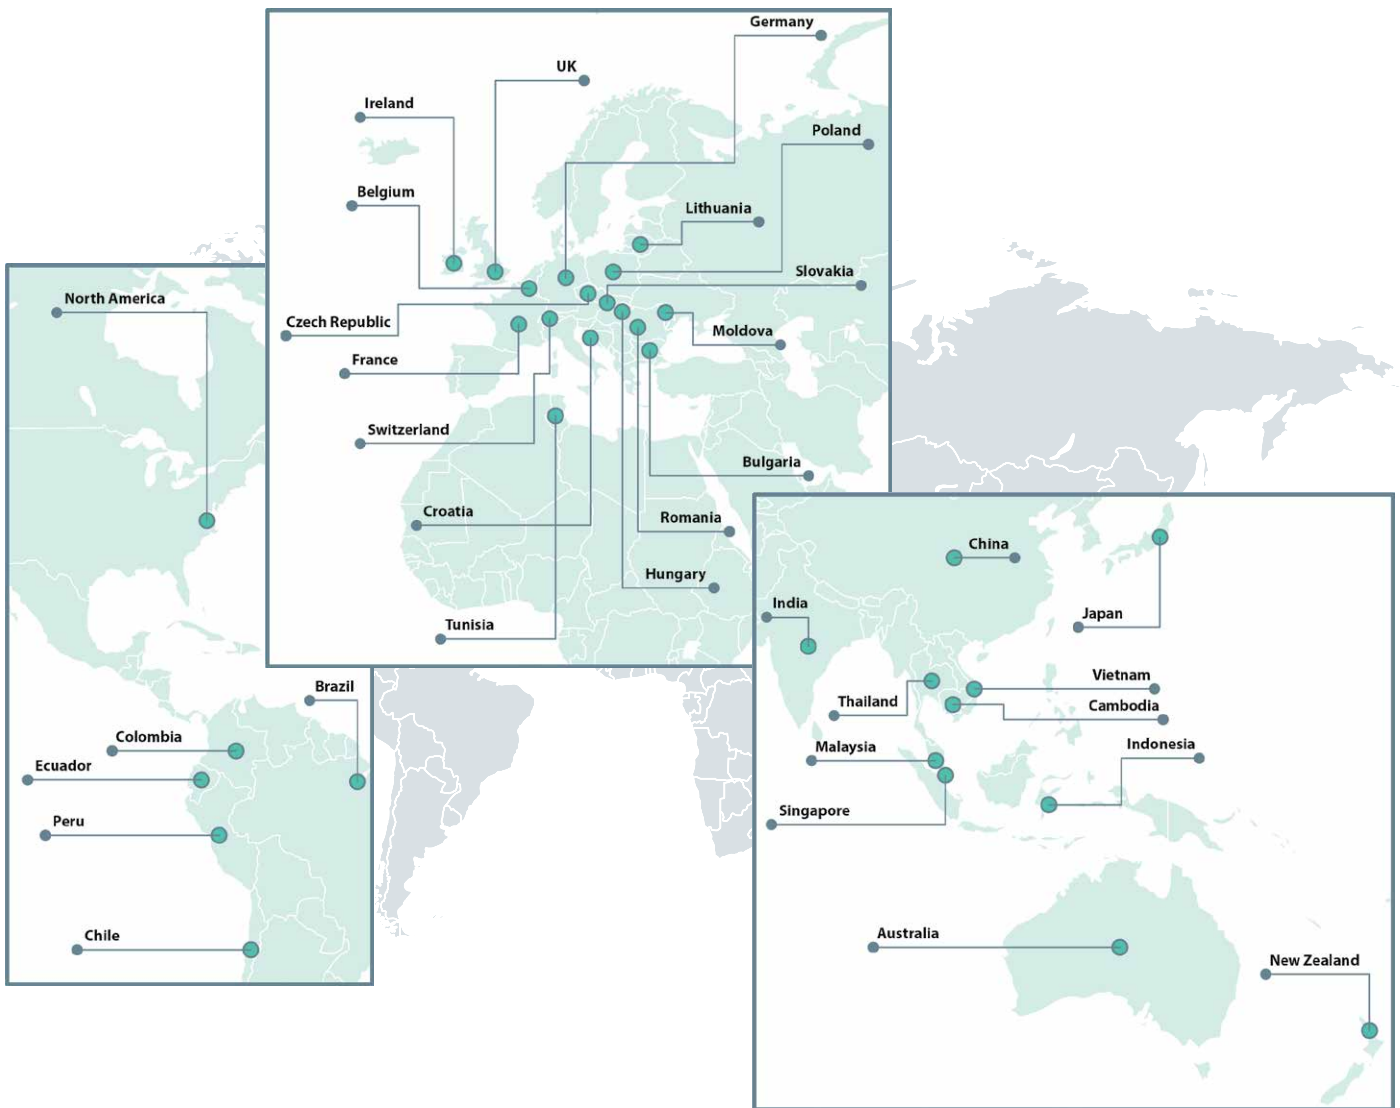 Germany
UK
Ireland
Poland
Belgium
Lithuania
Slovakia
North America
Czech Republic
Moldova
France
Switzerland
Bulgaria
Croatia
Romania
China
Hungary
India
Japan
Tunisia
Vietnam
Brazil
Thailand
Cambodia
Colombia
Malaysia
Indonesia
Ecuador
Singapore
Peru
Australia
Chile
New Zealand